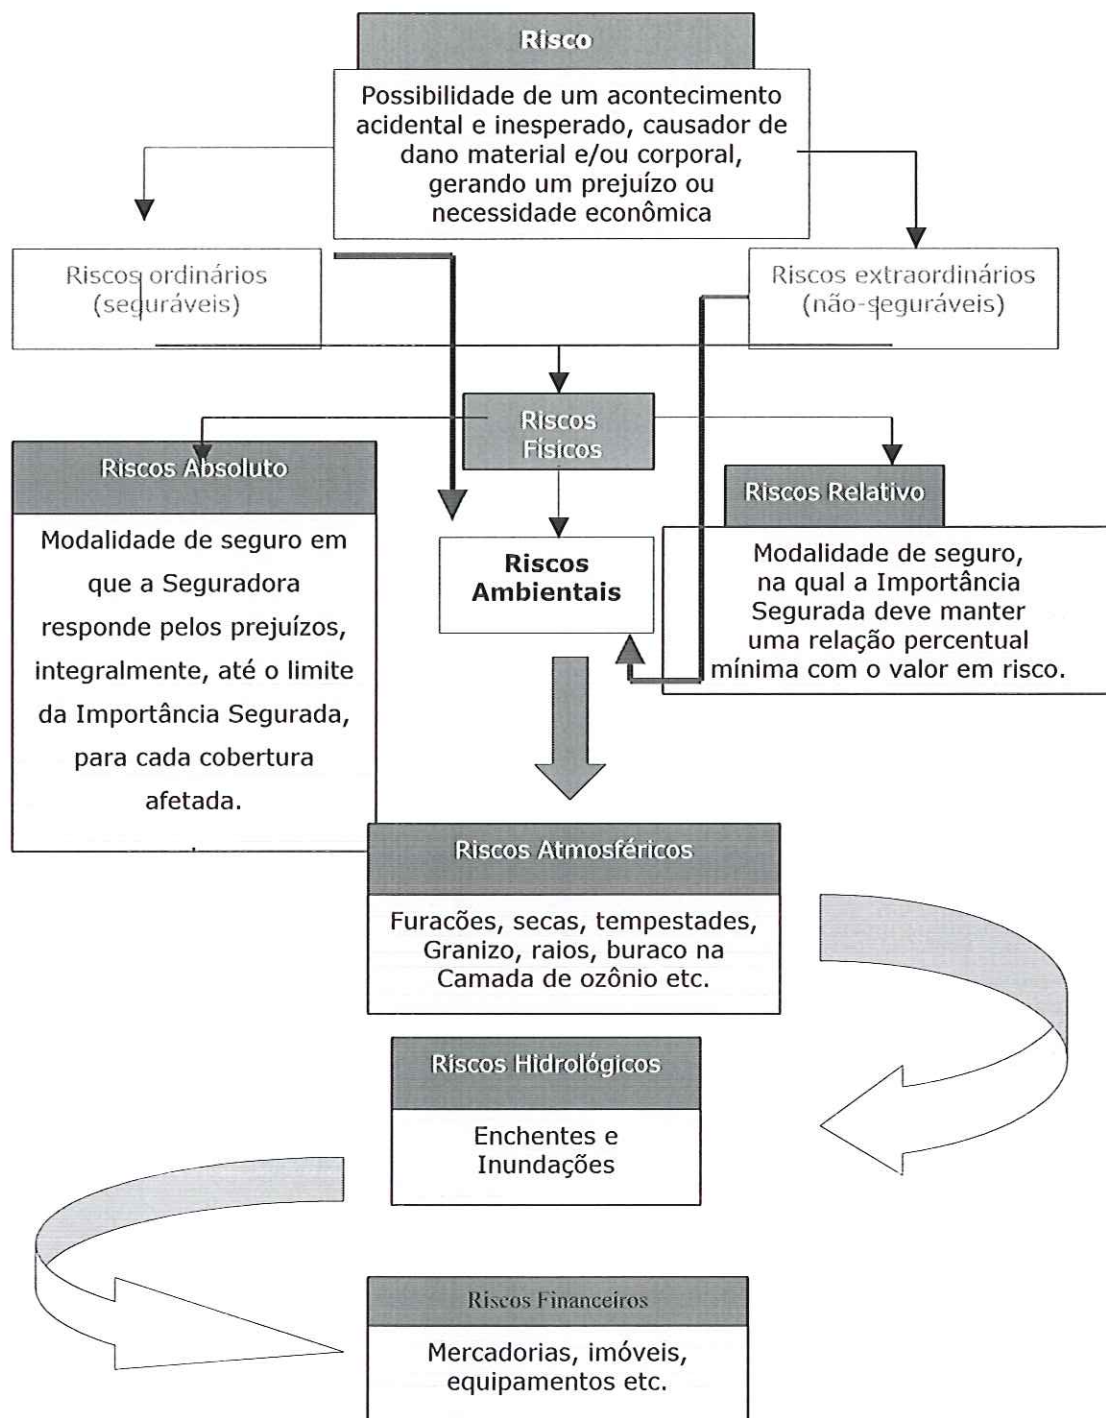 Risco
Possibilidade de um acontecimento
acidental e inesperado, causador de
dano material e/ou corporal,
gerando um prejuízo ou
necessidade econômica
Riscos ordinários
(seguráveis)
Riscos extraordinários
(não-seguráveis)
Riscos
Físicos
Riscos Absoluto
Modalidade de seguro em
que a Seguradora
responde pelos prejuízos,
integralmente, até o limite
da Importância Segurada,
para cada cobertura
afetada.
Riscos Relativo
Modalidade de seguro,
na qual a Importância
Segurada deve manter
uma relação percentual
mínima com o valor em risco.
Riscos
Ambientais
Riscos Atmosféricos
Furacões, secas, tempestades,
Granizo, raios, buraco na
Camada de ozônio etc.
Riscos Hidrológicos
Enchentes e
Inundações
Riscos Financeiros
Mercadorias, imóveis,
equipamentos etc.